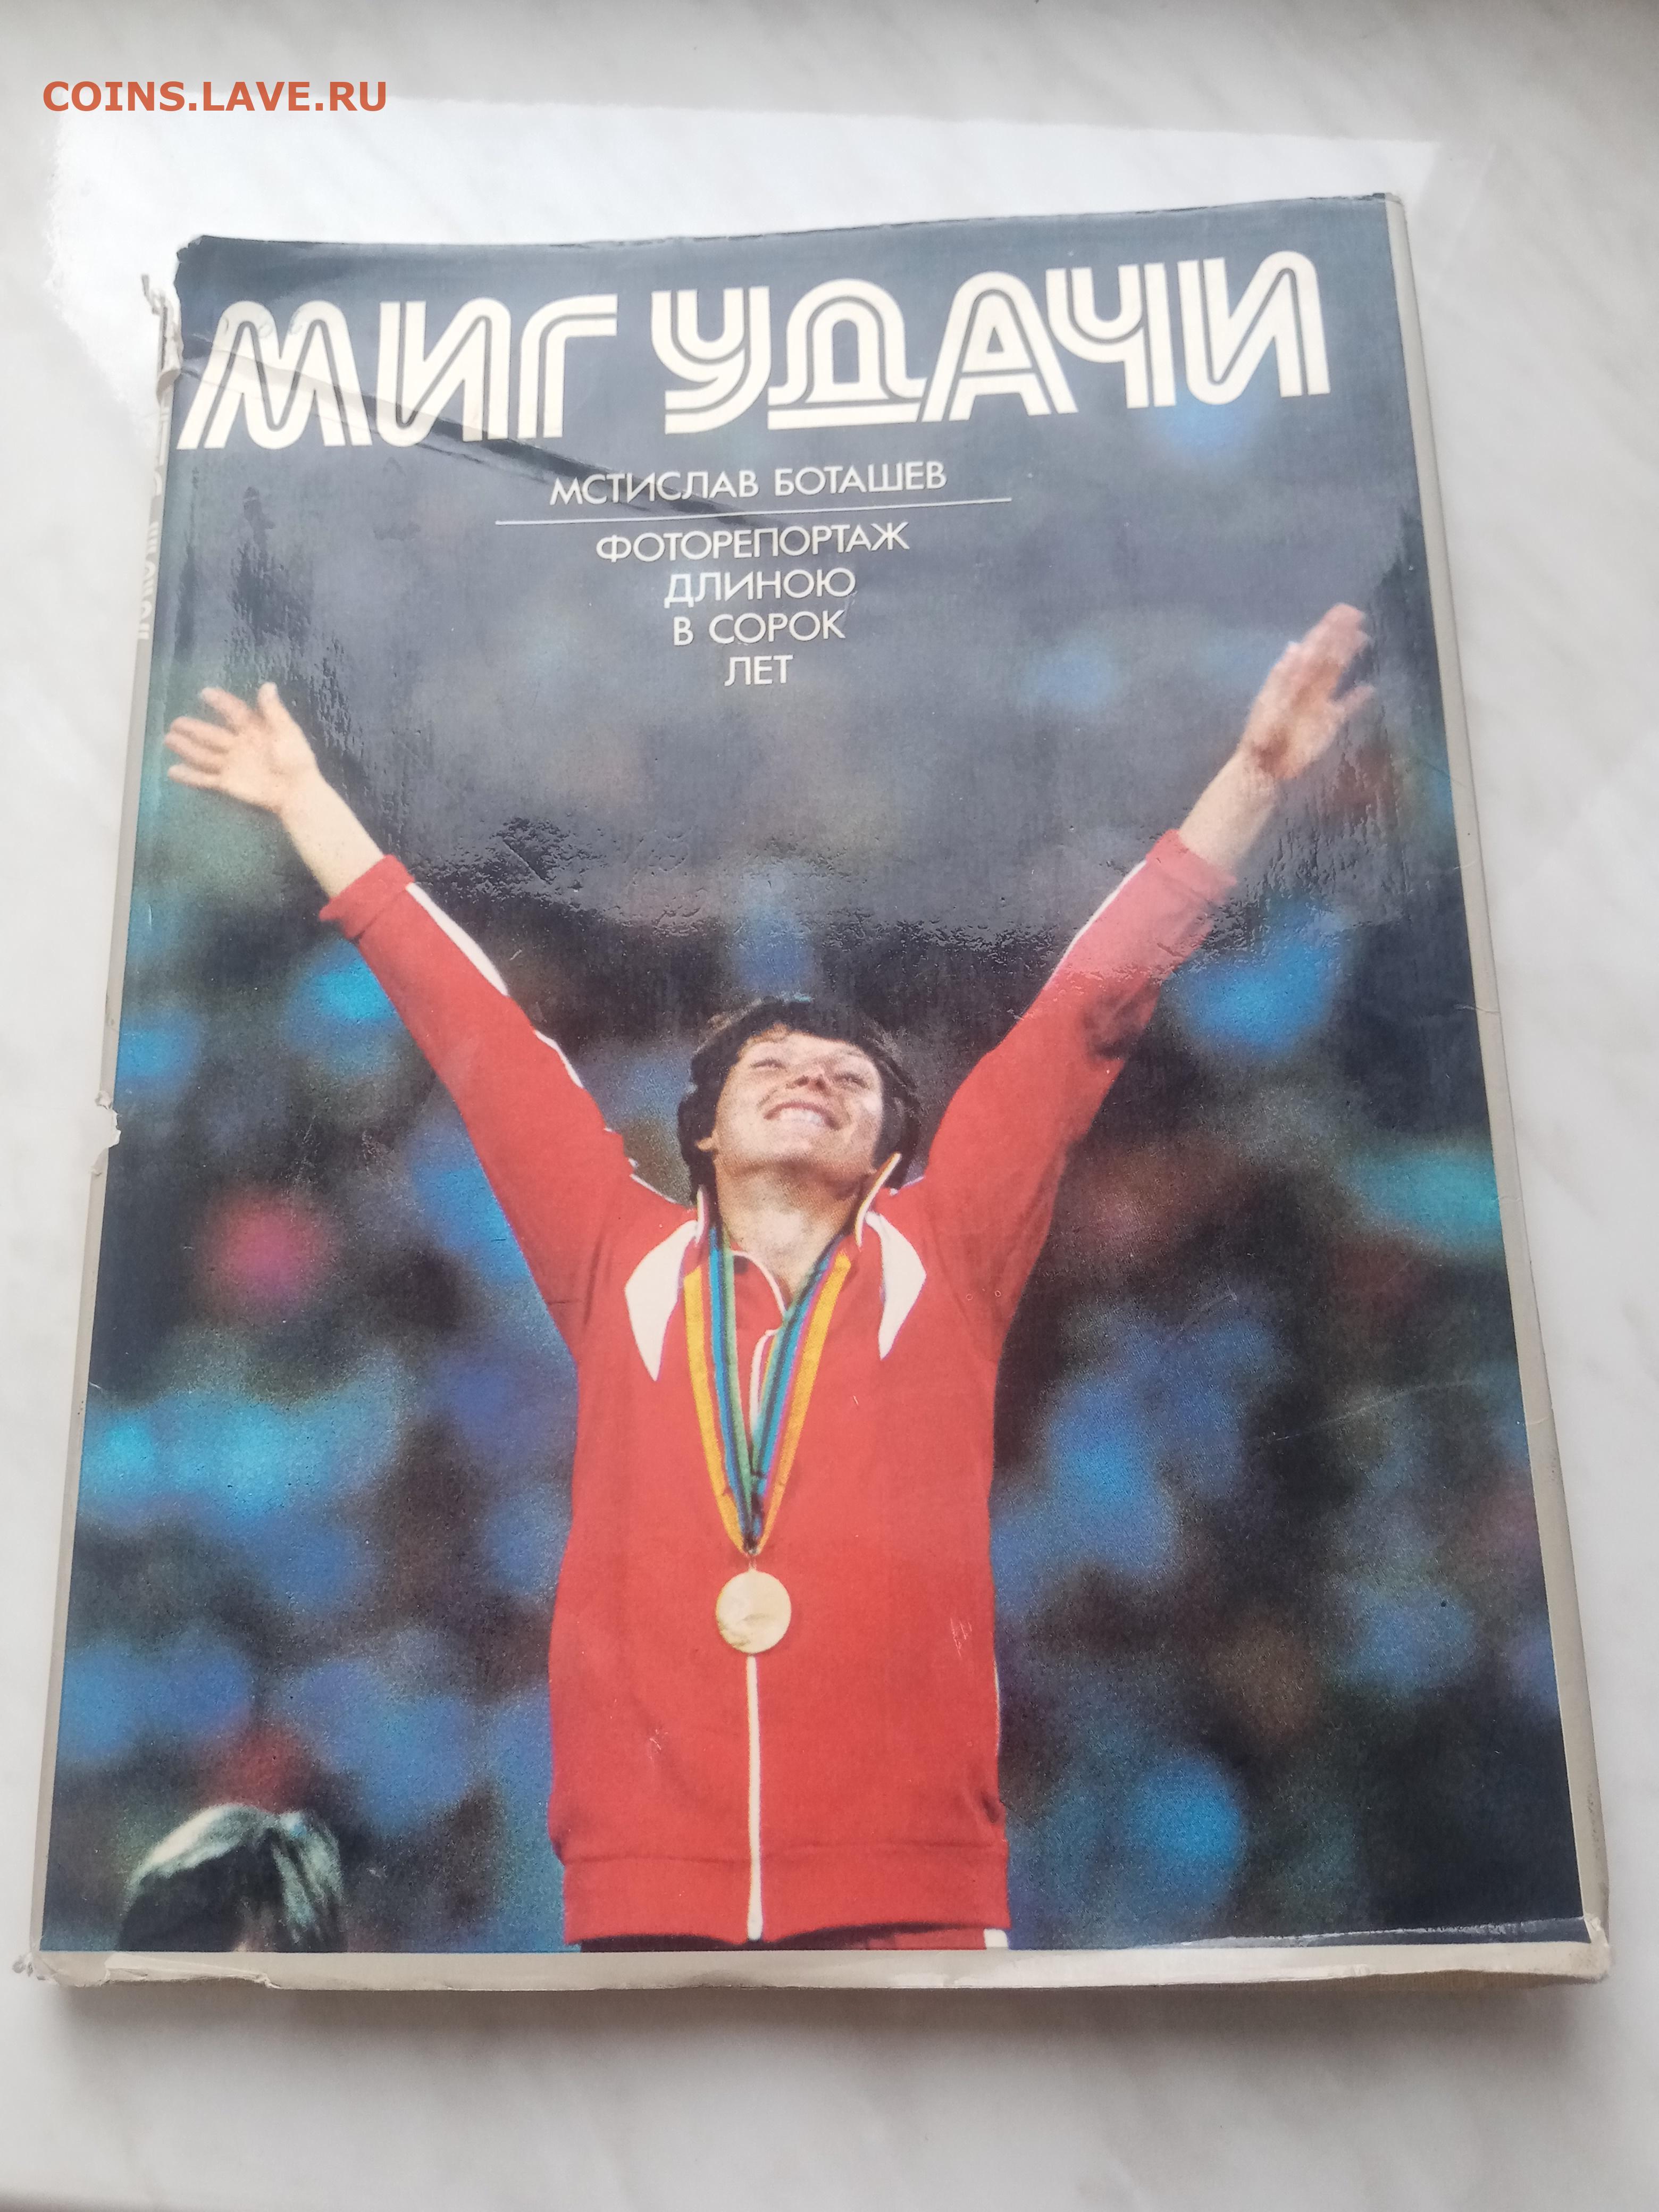 COINS.LAVE.RU
МИГ УДАЧИ
МСТИСЛАВ БОТАШЕВ
ФОТОРЕПОРТАЖ
ДЛИНОЮ
В СОРОК
ЛЕТ